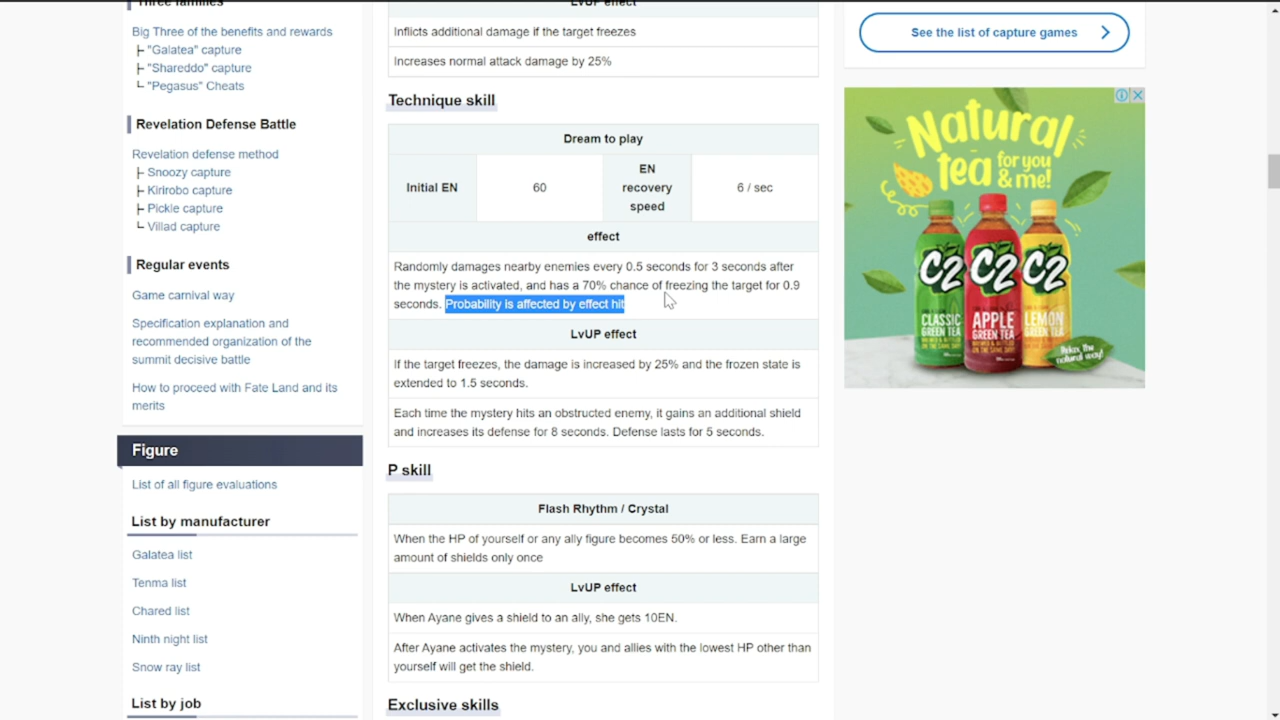 Three families
Big Three of the benefits and rewards
├ "Galatea" capture
├ "Shareddo" capture
└ "Pegasus" Cheats
Revelation Defense Battle
Revelation defense method
├ Snoozy capture
├ Kirirobo capture
├ Pickle capture
└ Villad capture
Regular events
Game carnival way
Specification explanation and
recommended organization of the
summit decisive battle
How to proceed with Fate Land and its
merits
Figure
List of all figure evaluations
List by manufacturer
Galatea list
Tenma list
Chared list
Ninth night list
Snow ray list
List by job
LvUP effect
Inflicts additional damage if the target freezes
Increases normal attack damage by 25%
Technique skill
Dream to play
Initial EN
60
EN
recovery
speed
6 / sec
effect
Randomly damages nearby enemies every 0.5 seconds for 3 seconds after
the mystery is activated, and has a 70% chance of freezing the target for 0.9
seconds. Probability is affected by effect hit
LvUP effect
If the target freezes, the damage is increased by 25% and the frozen state is
extended to 1.5 seconds.
Each time the mystery hits an obstructed enemy, it gains an additional shield
and increases its defense for 8 seconds. Defense lasts for 5 seconds.
P skill
Flash Rhythm / Crystal
When the HP of yourself or any ally figure becomes 50% or less. Earn a large
amount of shields only once
LvUP effect
When Ayane gives a shield to an ally, she gets 10EN.
After Ayane activates the mystery, you and allies with the lowest HP other than
yourself will get the shield.
Exclusive skills
See the list of capture games
Natural
tea for you
& me!
C2
C2
C2
CLASSIC
GREEN TEA
APPLE
GREEN TEA
LEMON
GREEN TEA
Relax the
natural way!